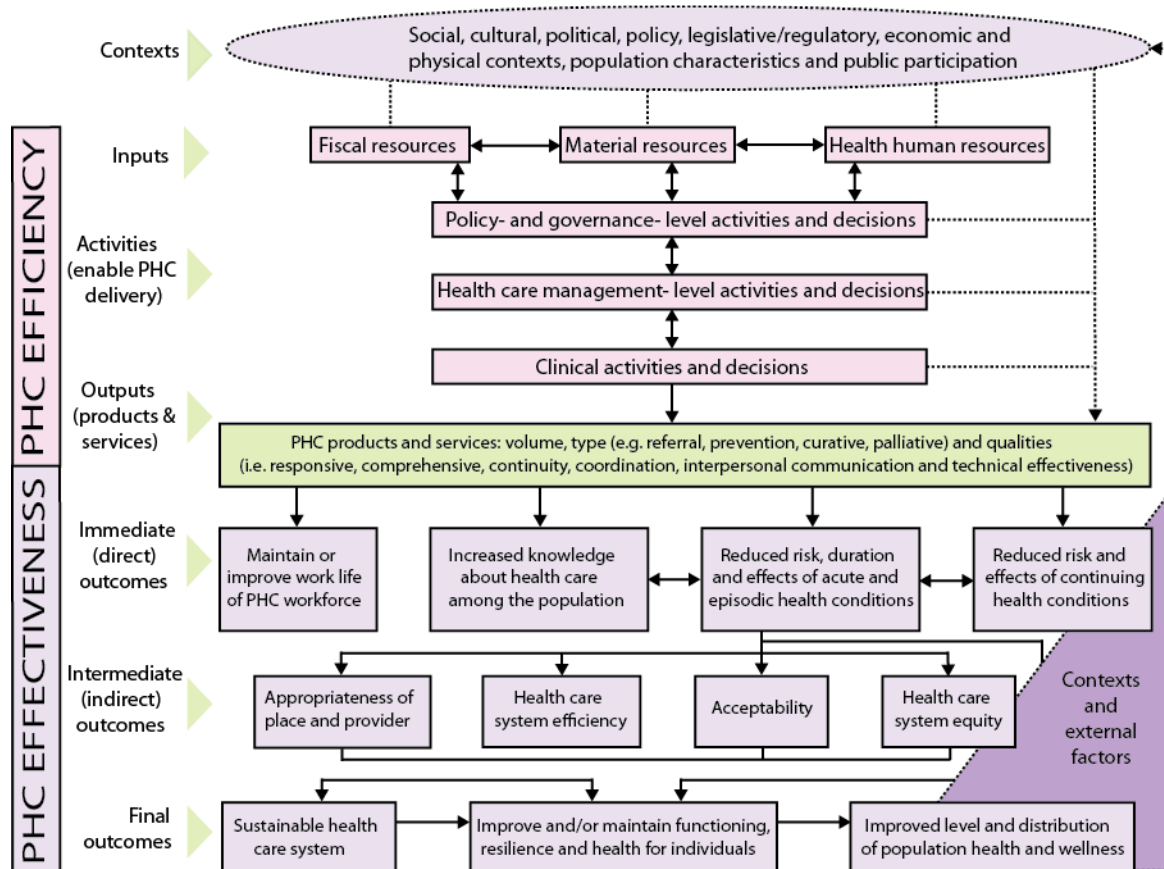 Contexts
Social, cultural, political, policy, legislative/regulatory, economic and
physical contexts, population characteristics and public participation
PHC EFFICIENCY
Inputs
Fiscal resources
Material resources
Health human resources
Activities
(enable PHC
delivery)
Policy- and governance- level activities and decisions
Health care management- level activities and decisions
Clinical activities and decisions
Outputs
(products &
services)
PHC products and services: volume, type (e.g. referral, prevention, curative, palliative) and qualities
(i.e. responsive, comprehensive, continuity, coordination, interpersonal communication and technical effectiveness)
PHC EFFECTIVENESS
Immediate
(direct)
outcomes
Maintain or
improve work life
of PHC workforce
Increased knowledge
about health care
among the population
Reduced risk, duration
and effects of acute and
episodic health conditions
Reduced risk and
effects of continuing
health conditions
Intermediate
(indirect)
outcomes
Appropriateness of
place and provider
Health care
system efficiency
Acceptability
Health care
system equity
Contexts
and
external
factors
Final
outcomes
Sustainable health
care system
Improve and/or maintain functioning,
resilience and health for individuals
Improved level and distribution
of population health and wellness